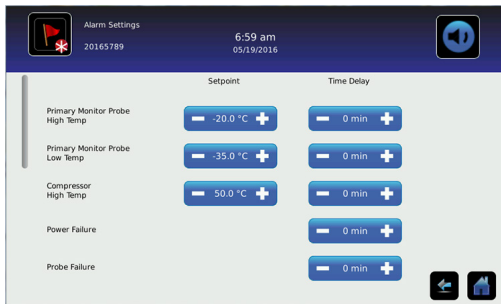 Alarm Settings
20165789
6:59 am
05/19/2016
Setpoint Time Delay
Primary Monitor Probe
High Temp
-20.0 °C 0 min
Primary Monitor Probe
Low Temp
-35.0 °C 0 min
Compressor
High Temp
50.0 °C 0 min
Power Failure 0 min
Probe Failure 0 min